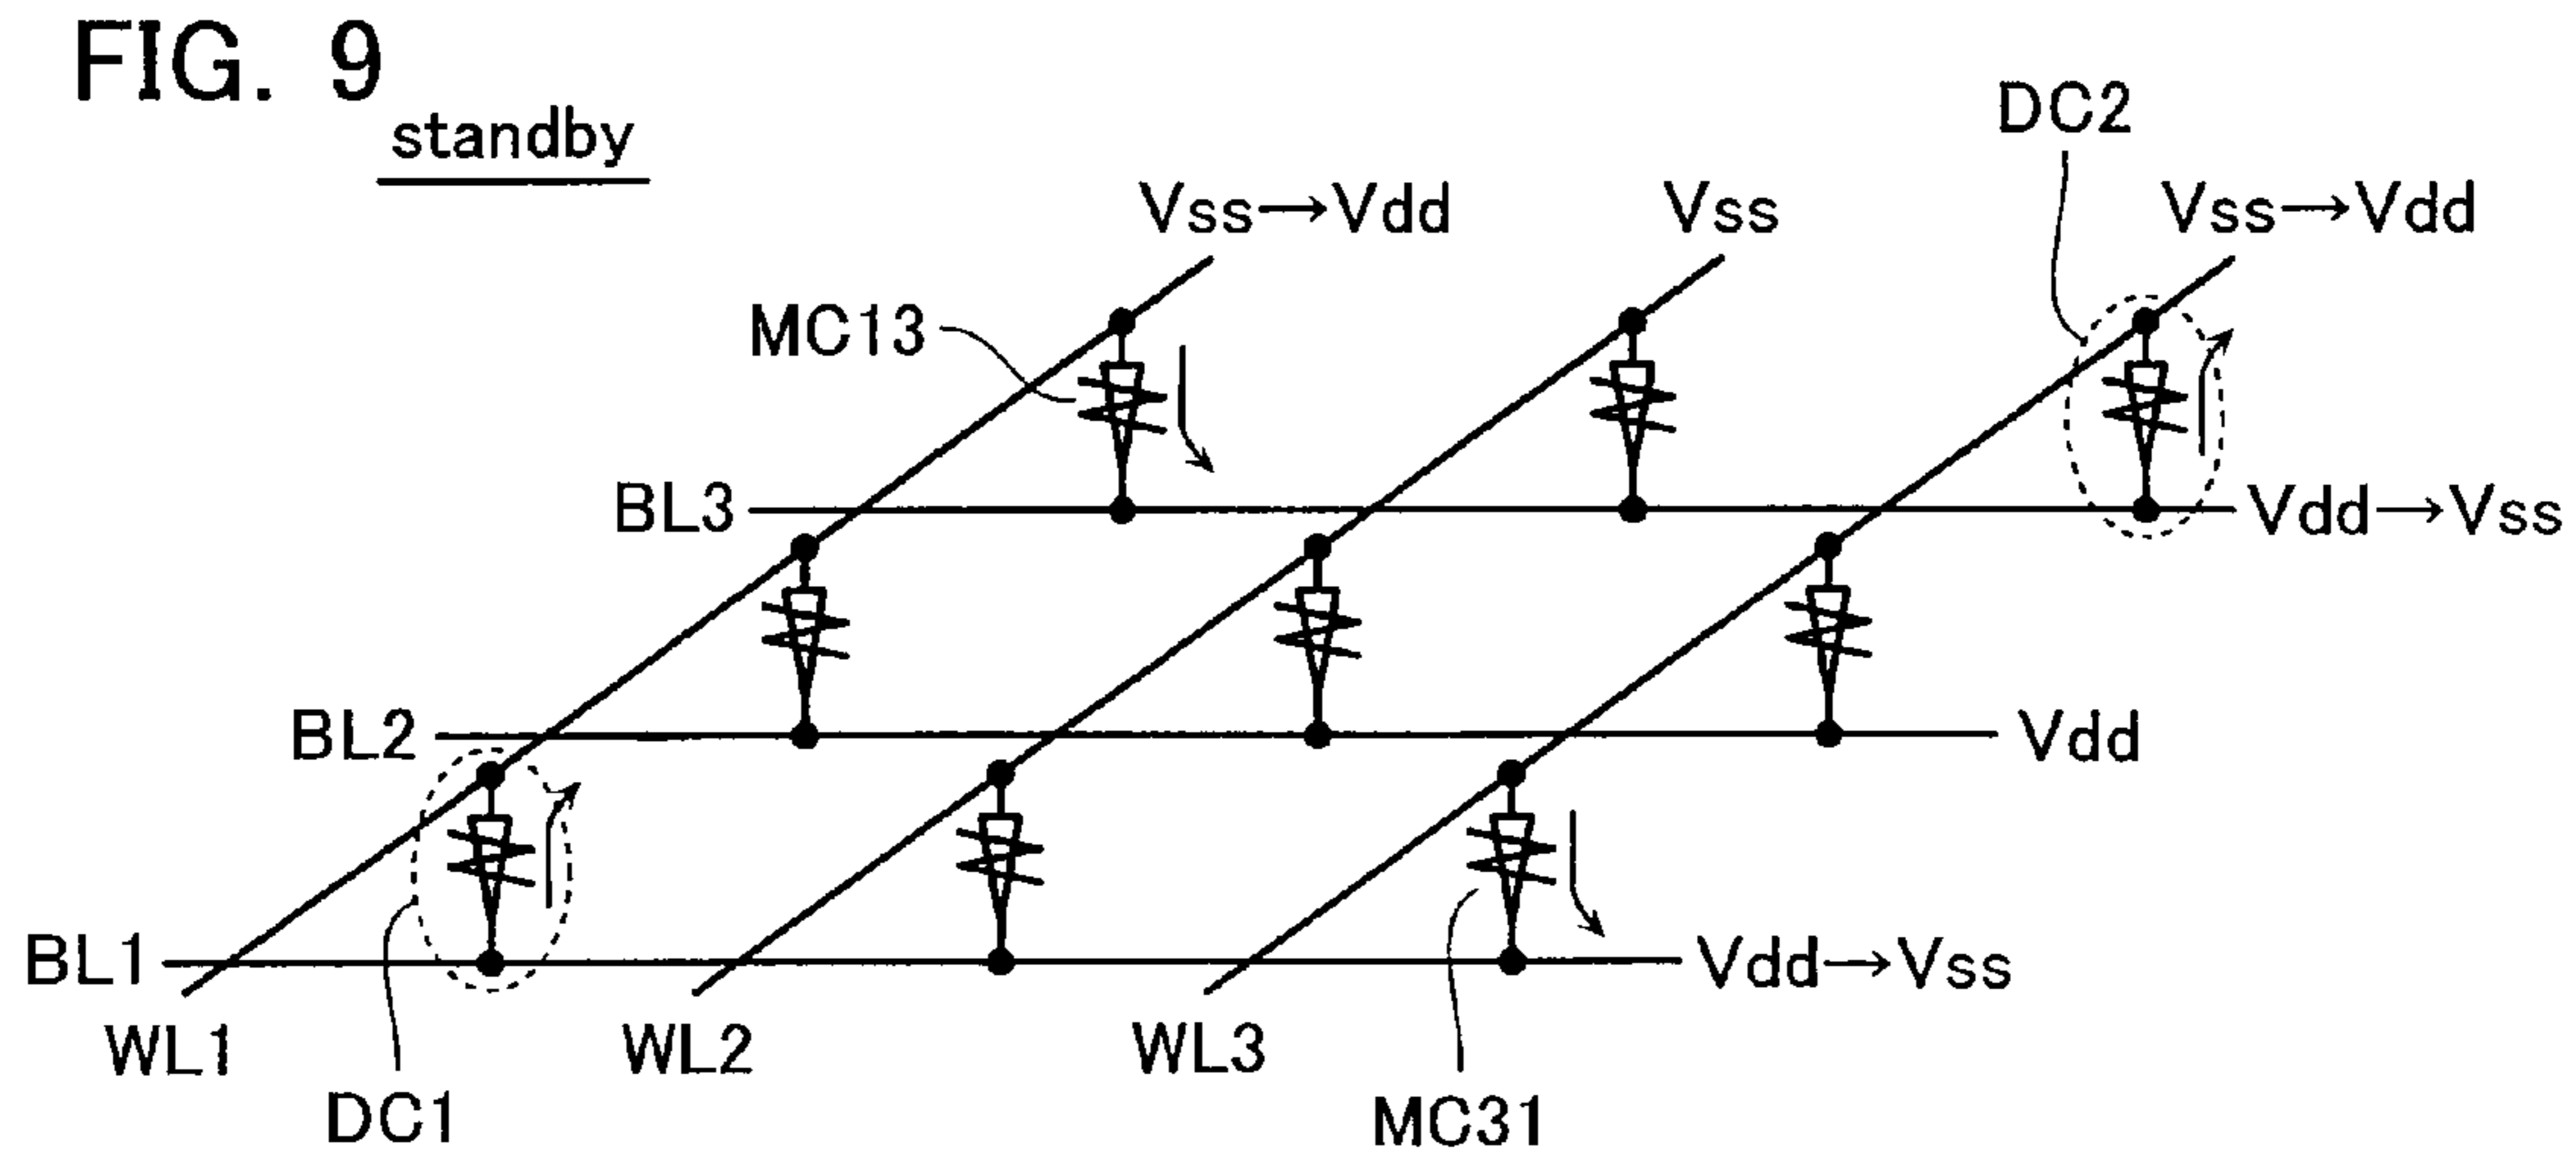 FIG. 9
standby
DC2
Vss→Vdd
Vss
Vss→Vdd
MC13
BL3
Vdd→Vss
BL2
Vdd
BL1
Vdd→Vss
WL1
WL2
WL3
DC1
MC31